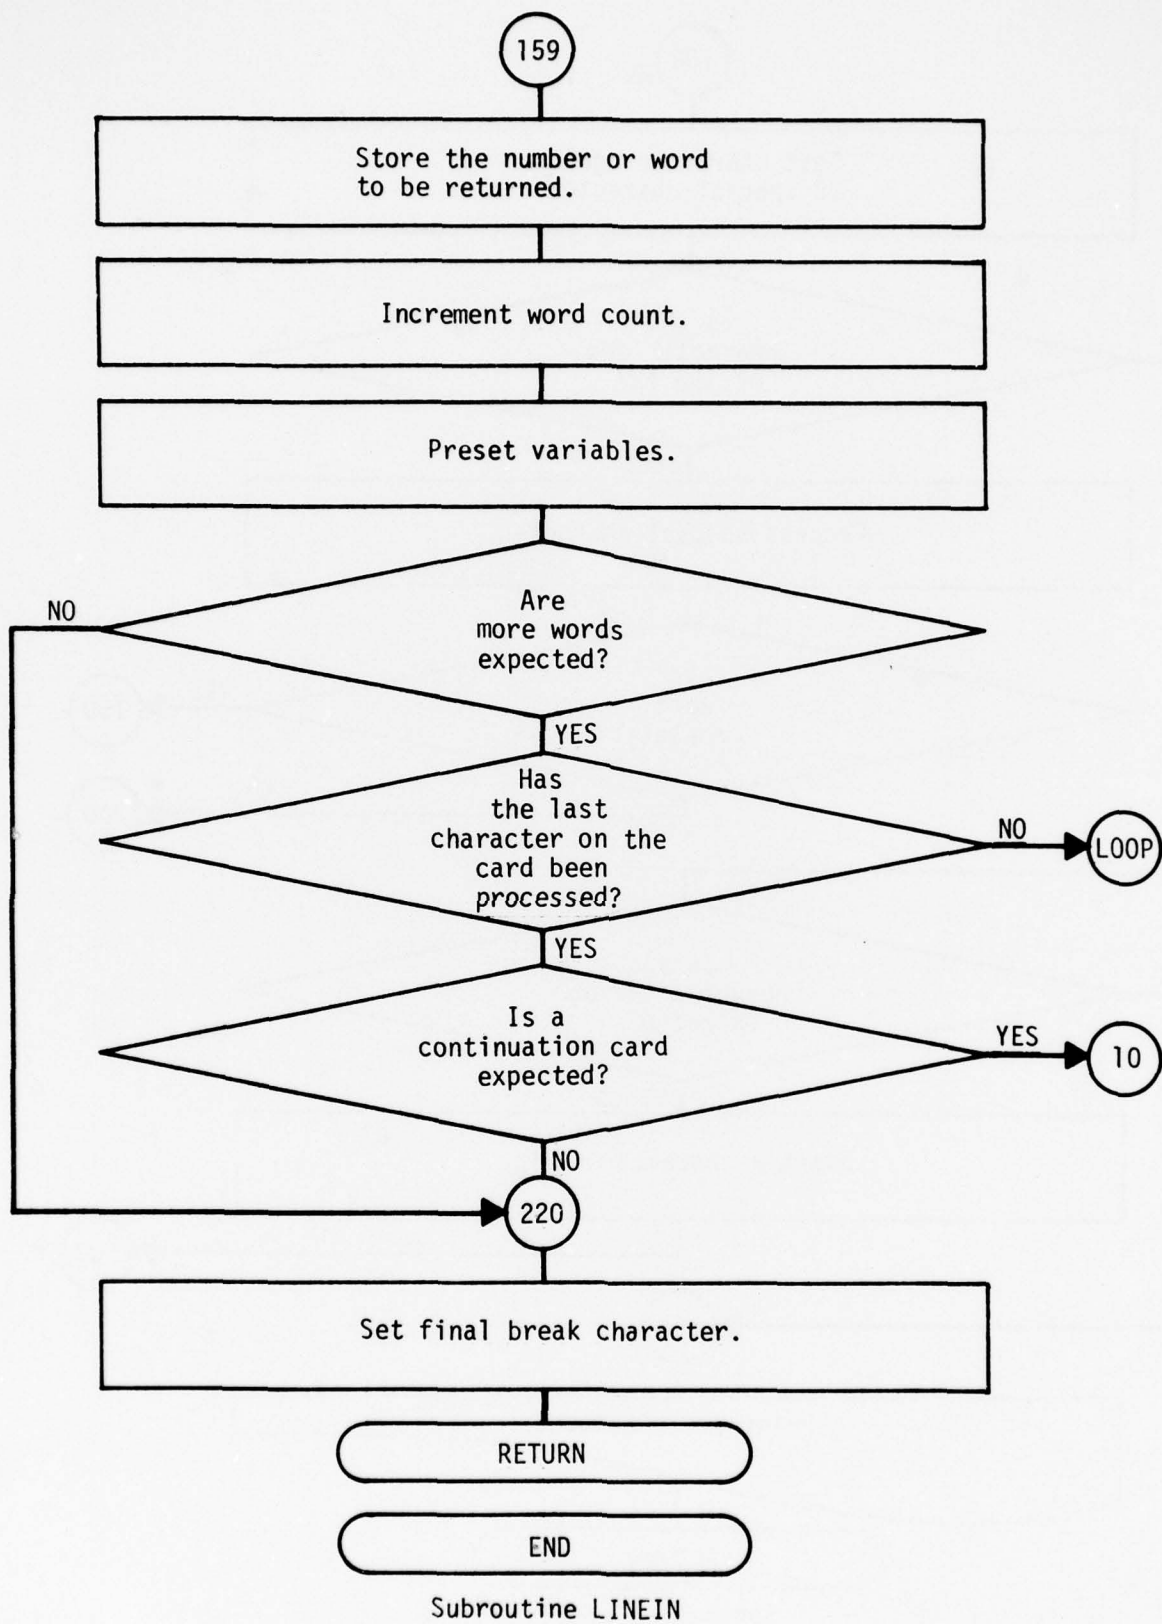 159
Store the number or word
to be returned.
Increment word count.
Preset variables.
NO
Are
more words
expected?
YES
Has
the last
character on the
card been
processed?
NO
LOOP
YES
Is a
continuation card
expected?
YES
10
NO
220
Set final break character.
RETURN
END
Subroutine LINEIN